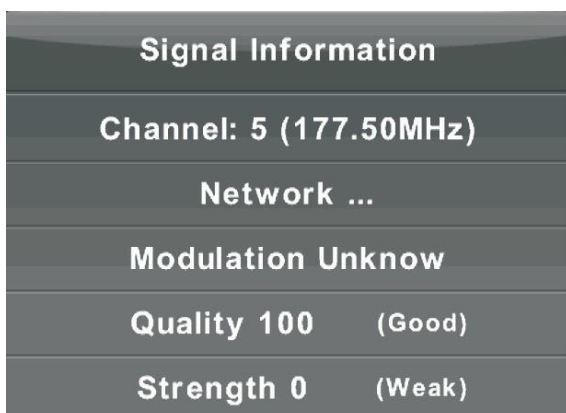 Signal Information
Channel: 5 (177.50MHz)
Network ...
Modulation Unknow
Quality 100 (Good)
Strength 0 (Weak)